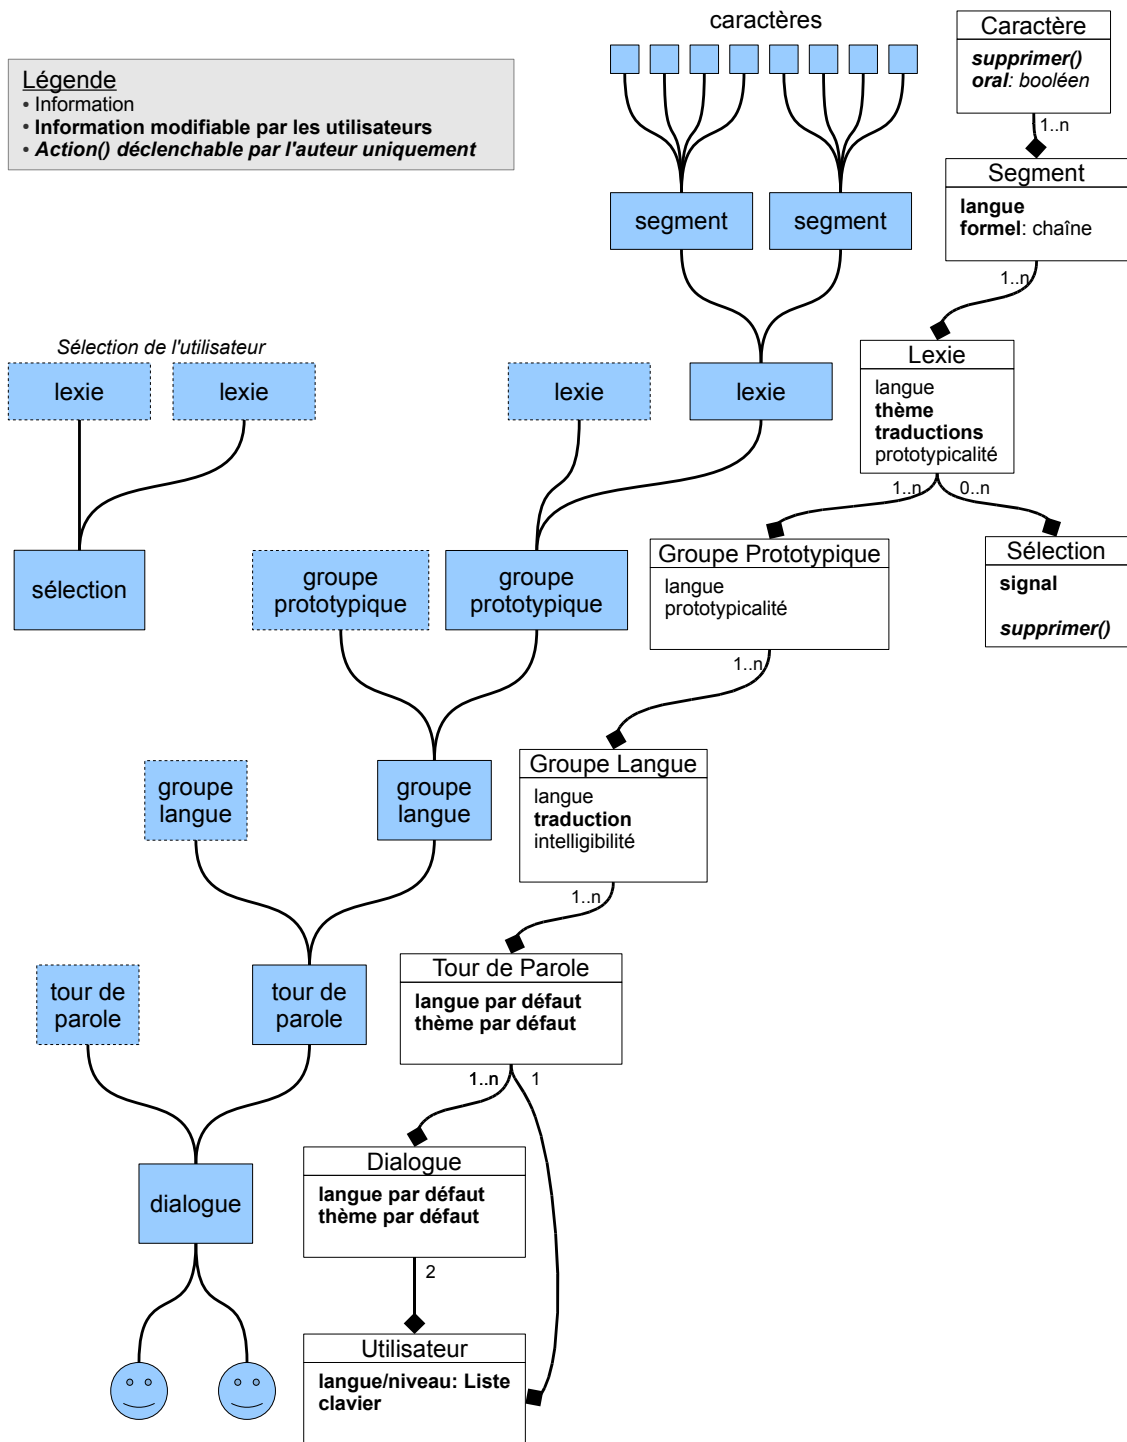 caractères
Caractère
supprimer()
oral: booléen
Légende
• Information
• Information modifiable par les utilisateurs
• Action() déclenchable par l'auteur uniquement
1..n
Segment
langue
formel: chaîne
segment
segment
1..n
Sélection de l'utilisateur
lexie
lexie
lexie
lexie
Lexie
langue
thème
traductions
prototypicalité
1..n
0..n
sélection
groupe
prototypique
groupe
prototypique
Groupe Prototypique
langue
prototypicalité
Sélection
signal
supprimer()
1..n
groupe
langue
groupe
langue
Groupe Langue
langue
traduction
intelligibilité
1..n
tour de
parole
tour de
parole
Tour de Parole
langue par défaut
thème par défaut
1..n
1
dialogue
Dialogue
langue par défaut
thème par défaut
2
Utilisateur
langue/niveau: Liste
clavier